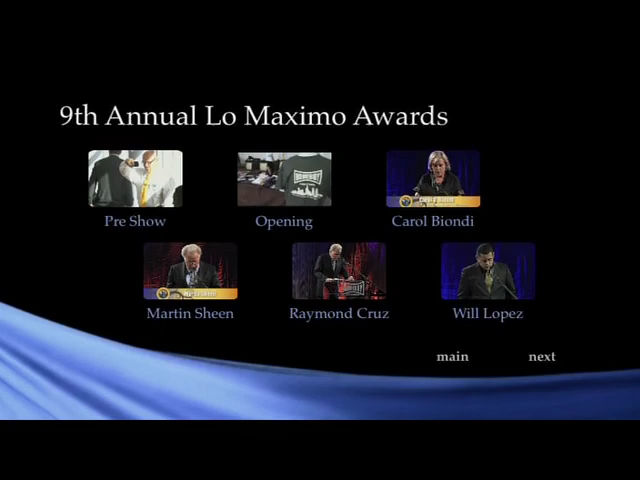 9th Annual Lo Maximo Awards
Pre Show
Opening
Carol Biondi
Martin Sheen
Raymond Cruz
Will Lopez
main
next